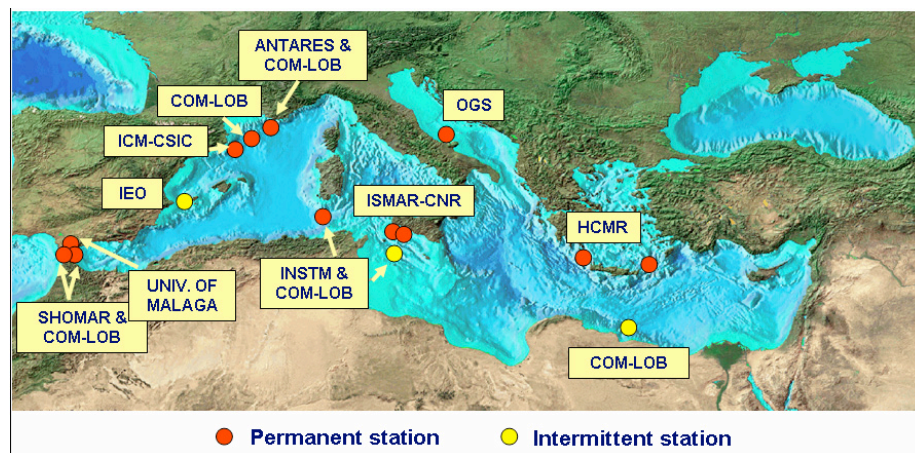 ANTARES &
COM-LOB
COM-LOB
OGS
ICM-CSIC
IEO
ISMAR-CNR
HCMR
UNIV. OF
MALAGA
INSTM &
COM-LOB
SHOMAR &
COM-LOB
COM-LOB
Permanent station
Intermittent station